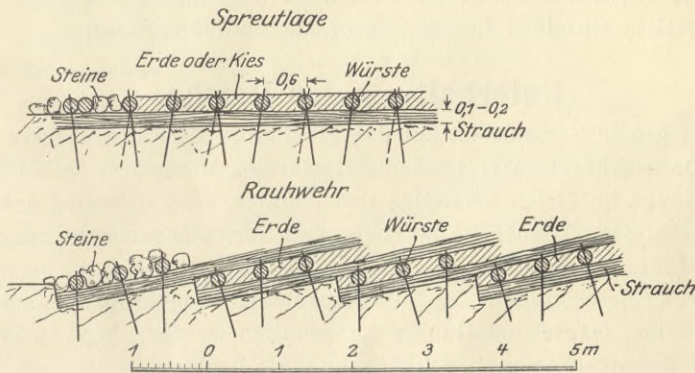 Spreutlage
Steine
Erde oder Kies
0,6
Würste
0,1–0,2
Strauch
Rauhwehr
Steine
Erde
Würste
Erde
Strauch
1 0 1 2 3 4 5 m